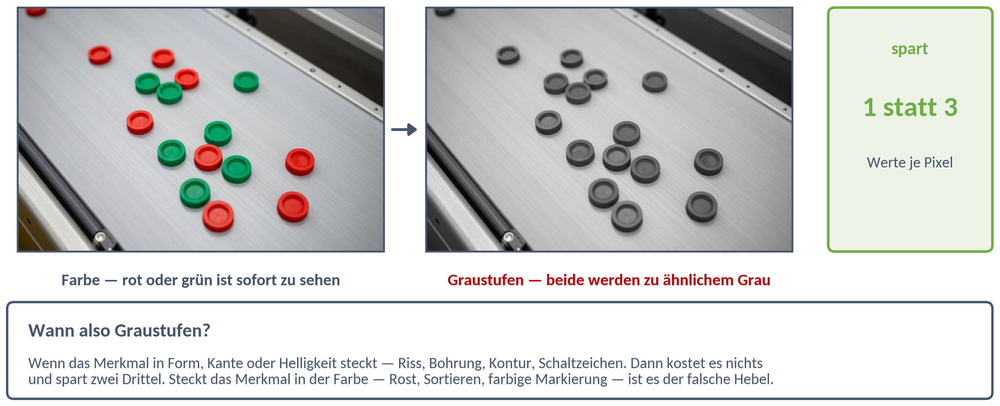 spart
1 statt 3
Werte je Pixel
Farbe — rot oder grün ist sofort zu sehen
Graustufen — beide werden zu ähnlichem Grau
Wann also Graustufen?
Wenn das Merkmal in Form, Kante oder Helligkeit steckt — Riss, Bohrung, Kontur, Schaltzeichen. Dann kostet es nichts
und spart zwei Drittel. Steckt das Merkmal in der Farbe — Rost, Sortieren, farbige Markierung — ist es der falsche Hebel.